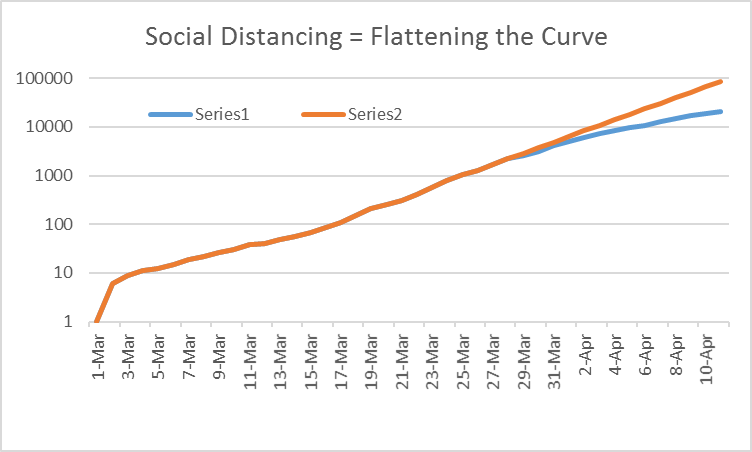 Social Distancing = Flattening the Curve
100000
Series1 Series2
10000
1000
100
10
1
1-Mar 3-Mar 5-Mar 7-Mar 9-Mar 11-Mar 13-Mar 15-Mar 17-Mar 19-Mar 21-Mar 23-Mar 25-Mar 27-Mar 29-Mar 31-Mar 2-Apr 4-Apr 6-Apr 8-Apr 10-Apr